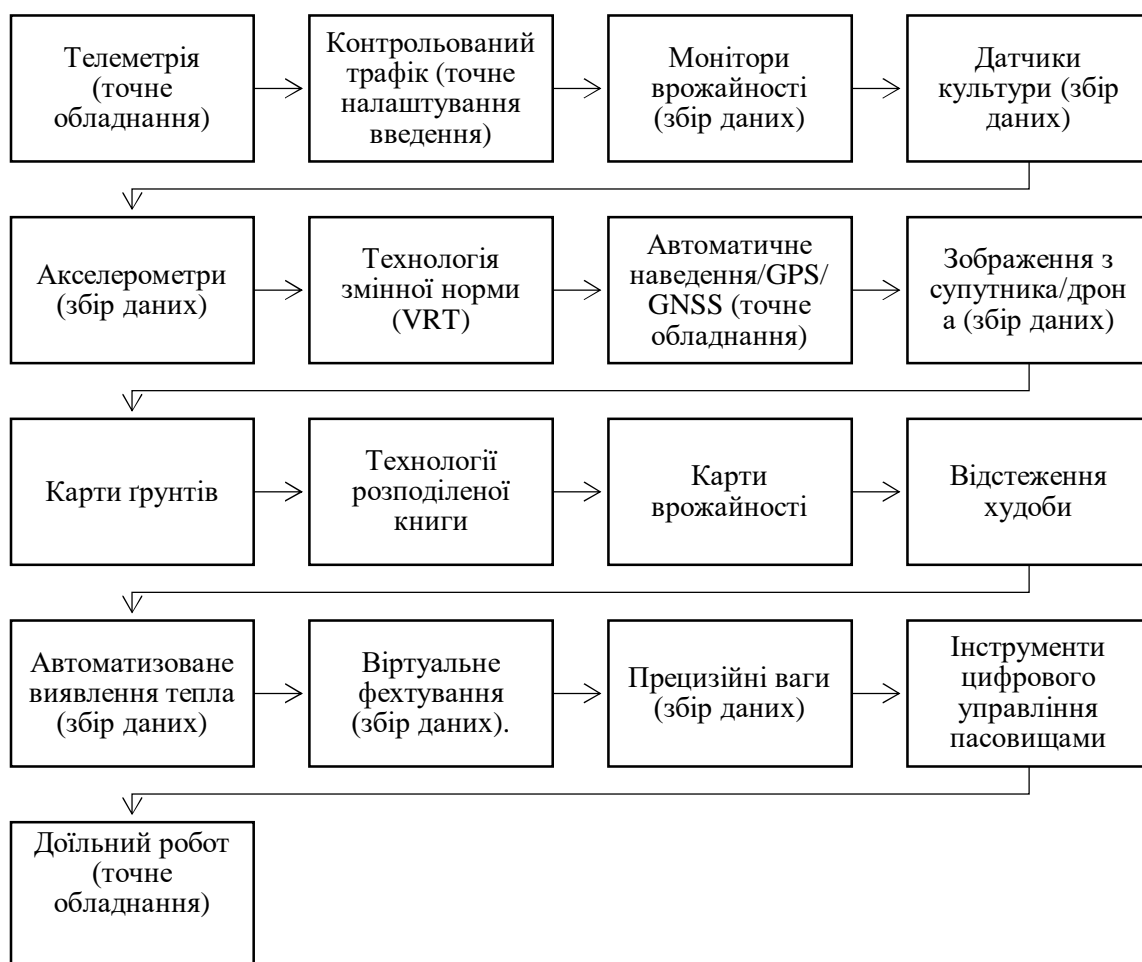 Телеметрія
(точне
обладнання)
Контрольований
трафік (точне
налаштування
введення)
Монітори
врожайності
(збір даних)
Датчики
культури (збір
даних)
Акселерометри
(збір даних)
Технологія
змінної норми
(VRT)
Автоматичне
наведення/GPS/
GNSS (точне
обладнання)
Зображення з
супутника/дрон
а (збір даних)
Карти ґрунтів
Технології
розподіленої
книги
Карти
врожайності
Відстеження
худоби
Автоматизоване
виявлення тепла
(збір даних)
Віртуальне
фехтування
(збір даних).
Прецизійні ваги
(збір даних)
Інструменти
цифрового
управління
пасовищами
Доїльний робот
(точне
обладнання)